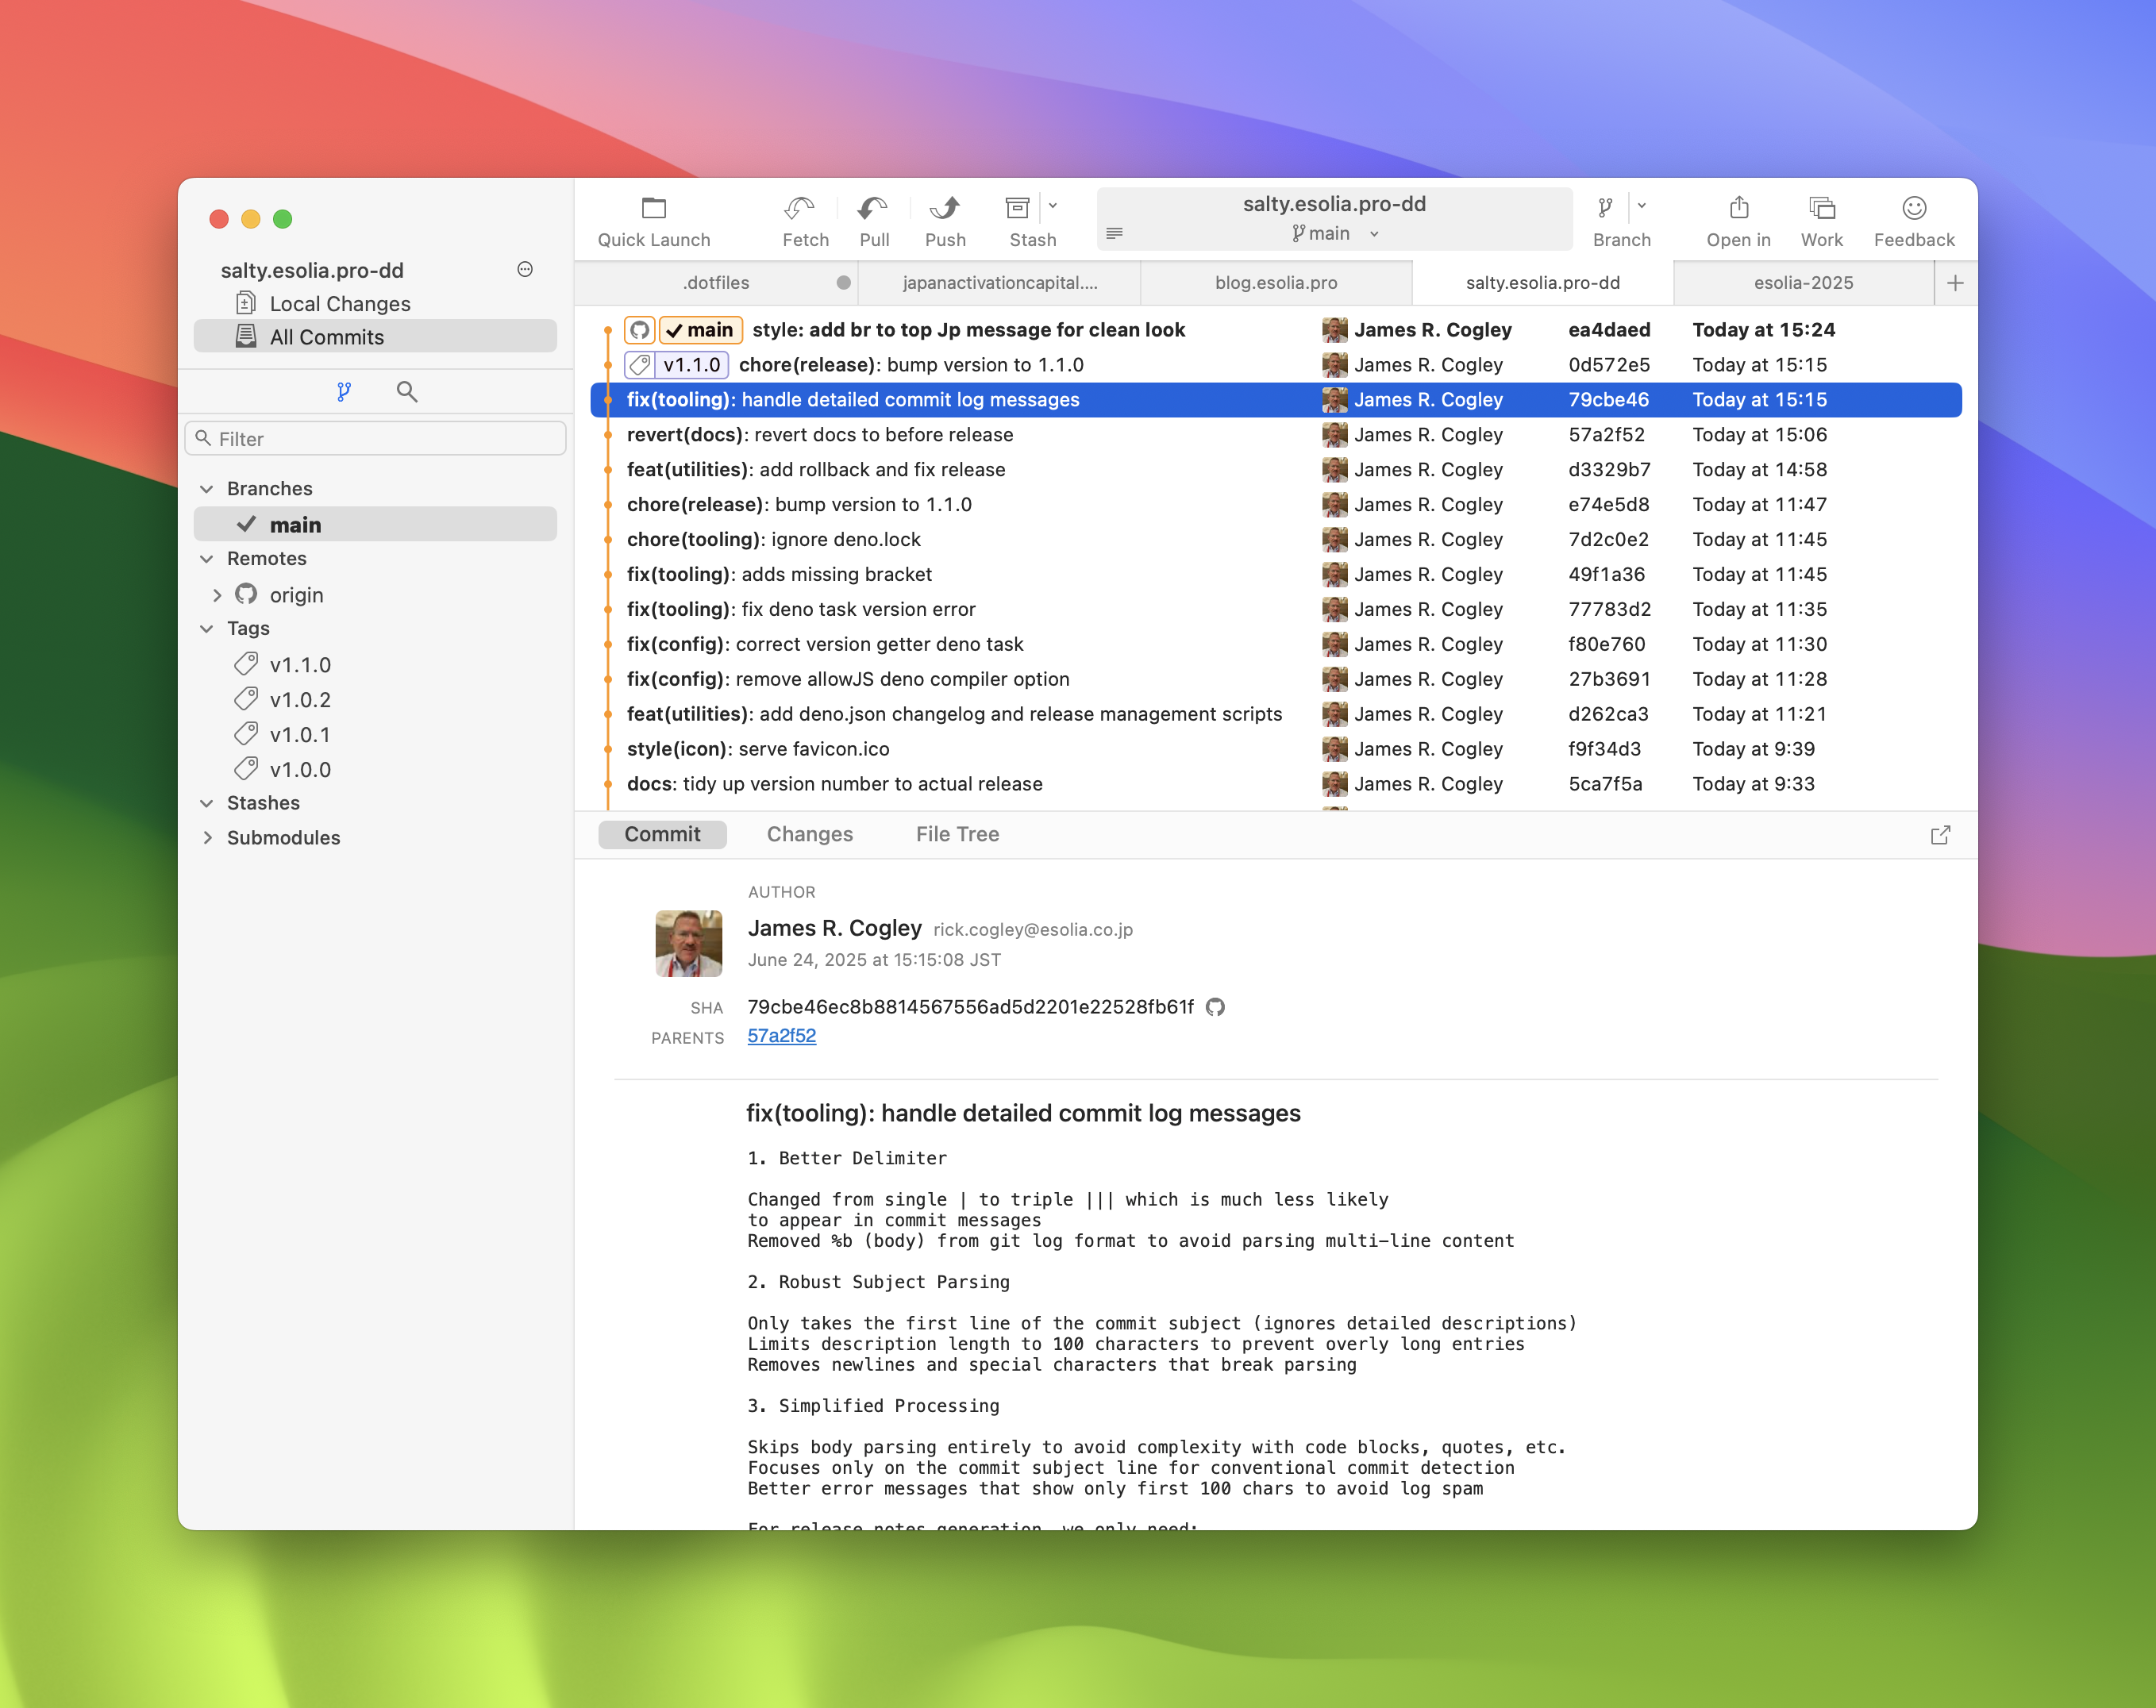 salty.esolia.pro-dd
Local Changes
All Commits
Filter
Branches
main
Remotes
origin
Tags
v1.1.0
v1.0.2
v1.0.1
v1.0.0
Stashes
Submodules
Quick Launch
Fetch
Pull
Push
Stash
salty.esolia.pro-dd
main
Branch
Open in
Work
Feedback
.dotfiles
japanactivationcapital....
blog.esolia.pro
salty.esolia.pro-dd
esolia-2025
main style: add br to top Jp message for clean look James R. Cogley ea4daed Today at 15:24
v1.1.0 chore(release): bump version to 1.1.0 James R. Cogley 0d572e5 Today at 15:15
fix(tooling): handle detailed commit log messages James R. Cogley 79cbe46 Today at 15:15
revert(docs): revert docs to before release James R. Cogley 57a2f52 Today at 15:06
feat(utilities): add rollback and fix release James R. Cogley d3329b7 Today at 14:58
chore(release): bump version to 1.1.0 James R. Cogley e74e5d8 Today at 11:47
chore(tooling): ignore deno.lock James R. Cogley 7d2c0e2 Today at 11:45
fix(tooling): adds missing bracket James R. Cogley 49f1a36 Today at 11:45
fix(tooling): fix deno task version error James R. Cogley 77783d2 Today at 11:35
fix(config): correct version getter deno task James R. Cogley f80e760 Today at 11:30
fix(config): remove allowJS deno compiler option James R. Cogley 27b3691 Today at 11:28
feat(utilities): add deno.json changelog and release management scripts James R. Cogley d262ca3 Today at 11:21
style(icon): serve favicon.ico James R. Cogley f9f34d3 Today at 9:39
docs: tidy up version number to actual release James R. Cogley 5ca7f5a Today at 9:33
Commit
Changes
File Tree
AUTHOR
James R. Cogley rick.cogley@esolia.co.jp
June 24, 2025 at 15:15:08 JST
SHA 79cbe46ec8b8814567556ad5d2201e22528fb61f
PARENTS 57a2f52
fix(tooling): handle detailed commit log messages
1. Better Delimiter
Changed from single | to triple ||| which is much less likely
to appear in commit messages
Removed %b (body) from git log format to avoid parsing multi-line content
2. Robust Subject Parsing
Only takes the first line of the commit subject (ignores detailed descriptions)
Limits description length to 100 characters to prevent overly long entries
Removes newlines and special characters that break parsing
3. Simplified Processing
Skips body parsing entirely to avoid complexity with code blocks, quotes, etc.
Focuses only on the commit subject line for conventional commit detection
Better error messages that show only first 100 chars to avoid log spam
For release notes generation, we only need: